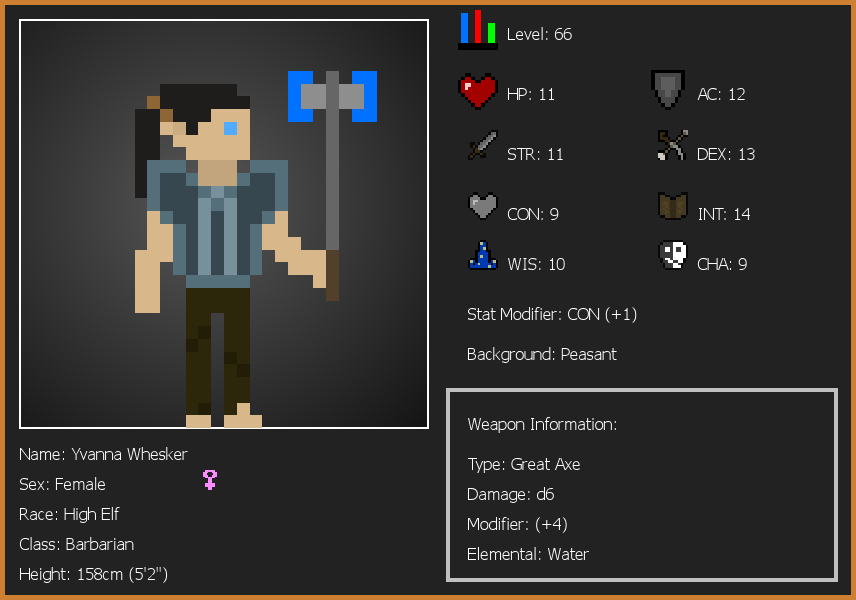 Level: 66
HP: 11
AC: 12
STR: 11
DEX: 13
CON: 9
INT: 14
WIS: 10
CHA: 9
Stat Modifier: CON (+1)
Background: Peasant
Weapon Information:
Type: Great Axe
Damage: d6
Modifier: (+4)
Elemental: Water
Name: Yvanna Whesker
Sex: Female
Race: High Elf
Class: Barbarian
Height: 158cm (5'2")